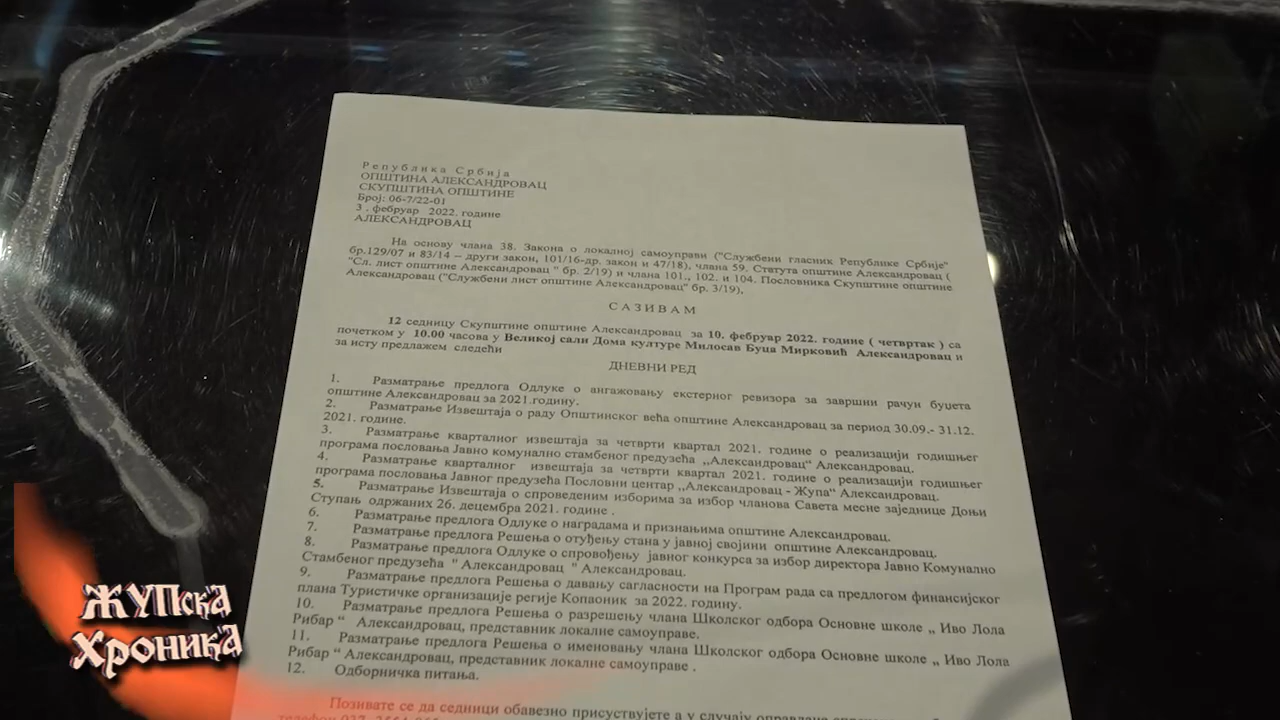 Република Србија
ОПШТИНА АЛЕКСАНДРОВАЦ
СКУПШТИНА ОПШТИНЕ
Број: 06-7/22-01
3 . фебруар 2022. године
АЛЕКСАНДРОВАЦ
На основу члана 38. Закона о локалној самоуправи ("Службени гласник Републике Србије"
бр.129/07 и 83/14 – други закон, 101/16-др. закон и 47/18), члана 59. Статута општине Александровац (
"Сл. лист општине Александровац " бр. 2/19) и члана 101., 102. и 104. Пословника Скупштине општине
Александровац ("Службени лист општине Александровац" бр. 3/19),
С А З И В А М
12 седницу Скупштине општине Александровац за 10. фебруар 2022. године ( четвртак ) са
почетком у 10.00 часова у Великој сали Дома културе Милосав Буца Мирковић Александровац и
за исту предлажем следећи
ДНЕВНИ РЕД
1. Разматрање предлога Одлуке о ангажовању екстерног ревизора за завршни рачун буџета
општине Александровац за 2021.годину.
2. Разматрање Извештаја о раду Општинског већа општине Александровац за период 30.09.- 31.12.
2021. године.
3. Разматрање кварталног извештаја за четврти квартал 2021. године о реализацији годишњег
програма пословања Јавно комунално стамбеног предузећа ,,Александровац“ Александровац.
4. Разматрање кварталног извештаја за четврти квартал 2021. године о реализацији годишњег
програма пословања Јавног предузећа Пословни центар ,,Александровац - Жупа“ Александровац.
5. Разматрање Извештаја о спроведеним изборима за избор чланова Савета месне заједнице Доњи
Ступањ одржаних 26. децембра 2021. године .
6. Разматрање предлога Одлуке о наградама и признањима општине Александровац.
7. Разматрање предлога Решења о отуђењу стана у јавној својини општине Александровац.
8. Разматрање предлога Одлуке о спровођењу јавног конкурса за избор директора Јавно Комунално
Стамбеног предузећа “ Александровац “ Александровац.
9. Разматрање предлога Решења о давању сагласности на Програм рада са предлогом финансијског
плана Туристичке организације регије Копаоник за 2022. годину.
10. Разматрање предлога Решења о разрешењу члана Школског одбора Основне школе „ Иво Лола
Рибар “ Александровац, представник локалне самоуправе.
11. Разматрање предлога Решења о именовању члана Школског одбора Основне школе „ Иво Лола
Рибар “ Александровац, представник локалне самоуправе .
12. Одборничка питања.
Позивате се да седници обавезно присуствујете а у случају
телефон 037-
ЖУПСКА
ХРОНИКА